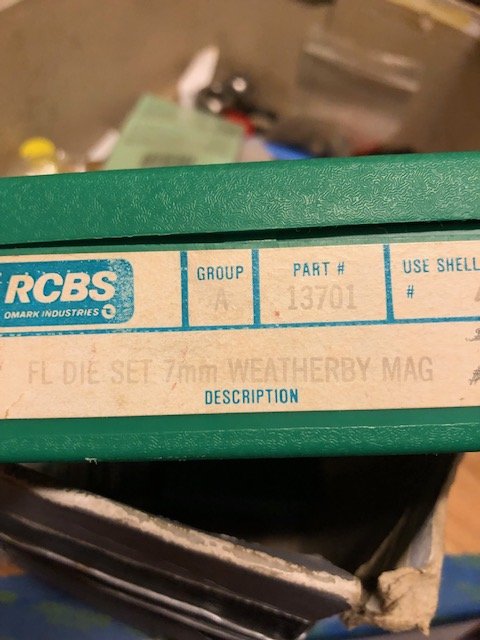 RCBS
OMARK INDUSTRIES
GROUP
A
PART #
13701
USE SHELL
#
FL DIE SET 7mm WEATHERBY MAG
DESCRIPTION